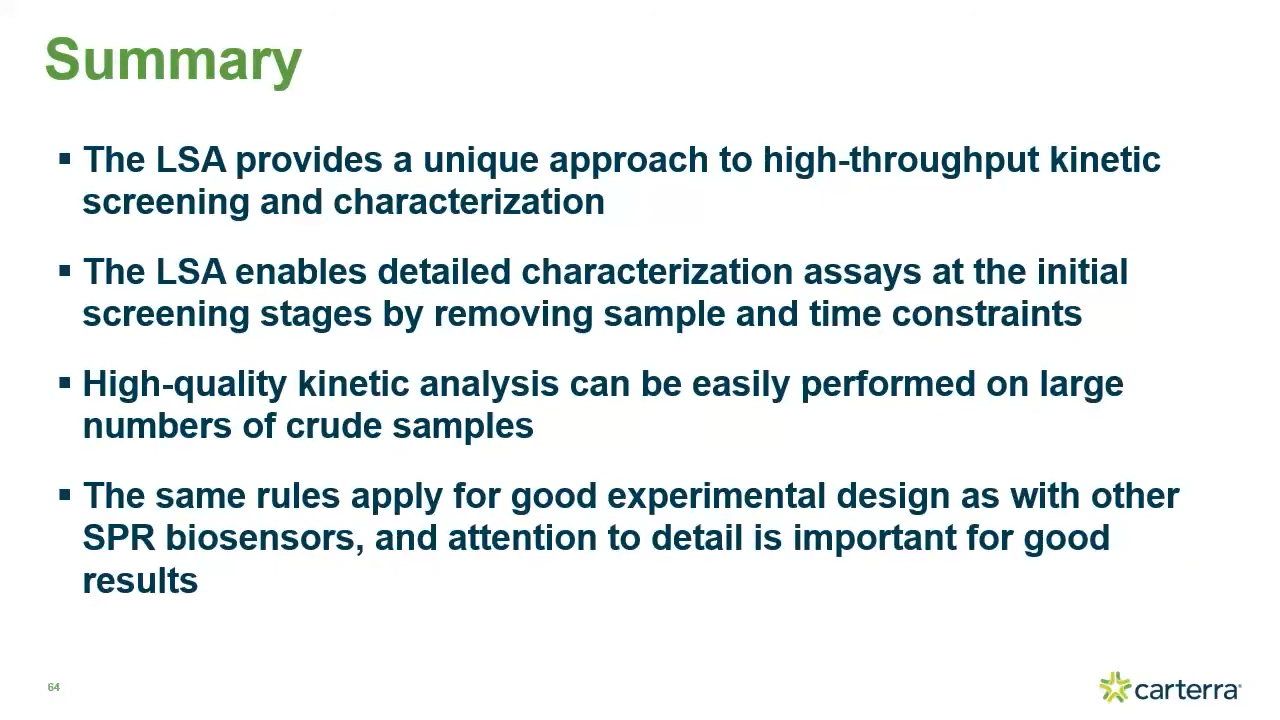 Summary
▪ The LSA provides a unique approach to high-throughput kinetic
screening and characterization
▪ The LSA enables detailed characterization assays at the initial
screening stages by removing sample and time constraints
▪ High-quality kinetic analysis can be easily performed on large
numbers of crude samples
▪ The same rules apply for good experimental design as with other
SPR biosensors, and attention to detail is important for good
results
64
carterra®